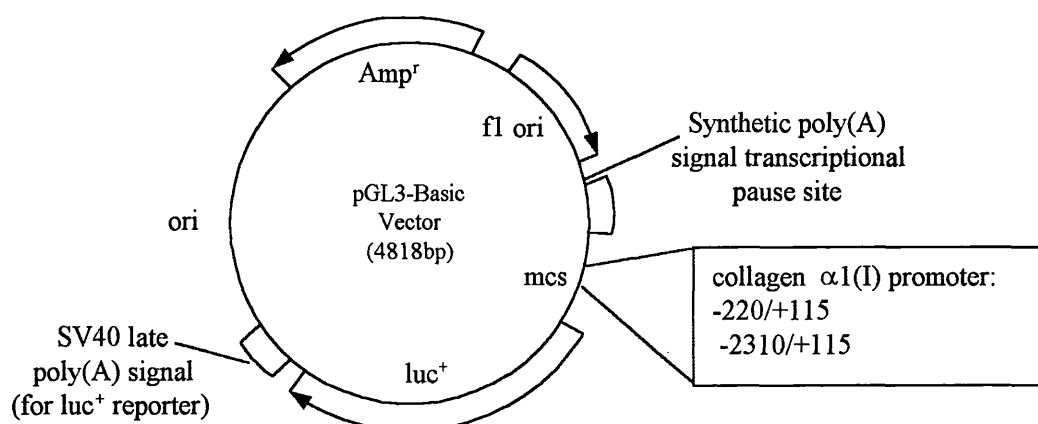 Ampʳ
f1 ori
Synthetic poly(A)
signal transcriptional
pause site
pGL3-Basic
Vector
(4818bp)
ori
mcs
collagen α1(I) promoter:
-220/+115
-2310/+115
SV40 late
poly(A) signal
(for luc⁺ reporter)
luc⁺